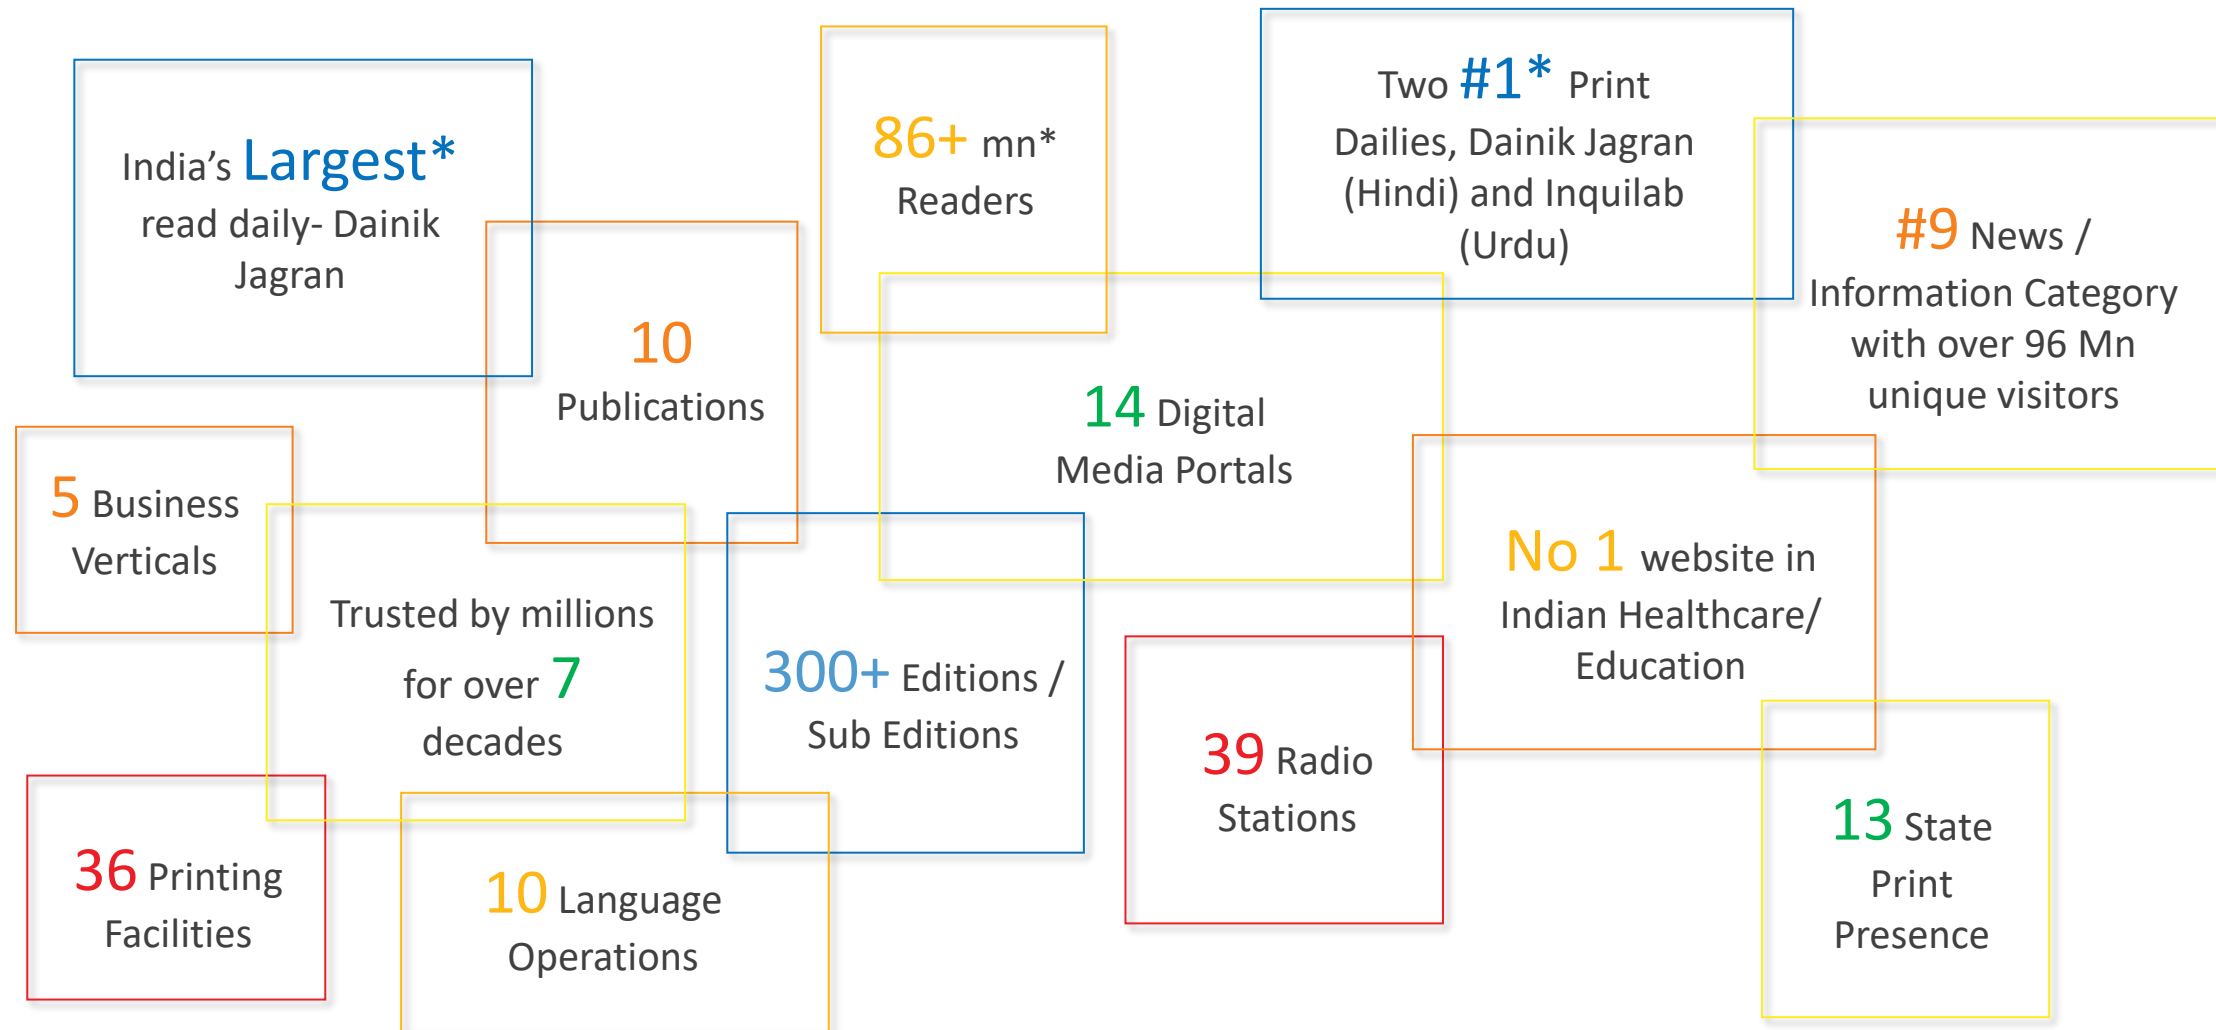 India’s Largest*
read daily- Dainik
Jagran
86+ mn*
Readers
Two #1* Print
Dailies, Dainik Jagran
(Hindi) and Inquilab
(Urdu)
#9 News /
Information Category
with over 96 Mn
unique visitors
10
Publications
14 Digital
Media Portals
5 Business
Verticals
Trusted by millions
for over 7
decades
300+ Editions /
Sub Editions
No 1 website in
Indian Healthcare/
Education
39 Radio
Stations
13 State
Print
Presence
36 Printing
Facilities
10 Language
Operations